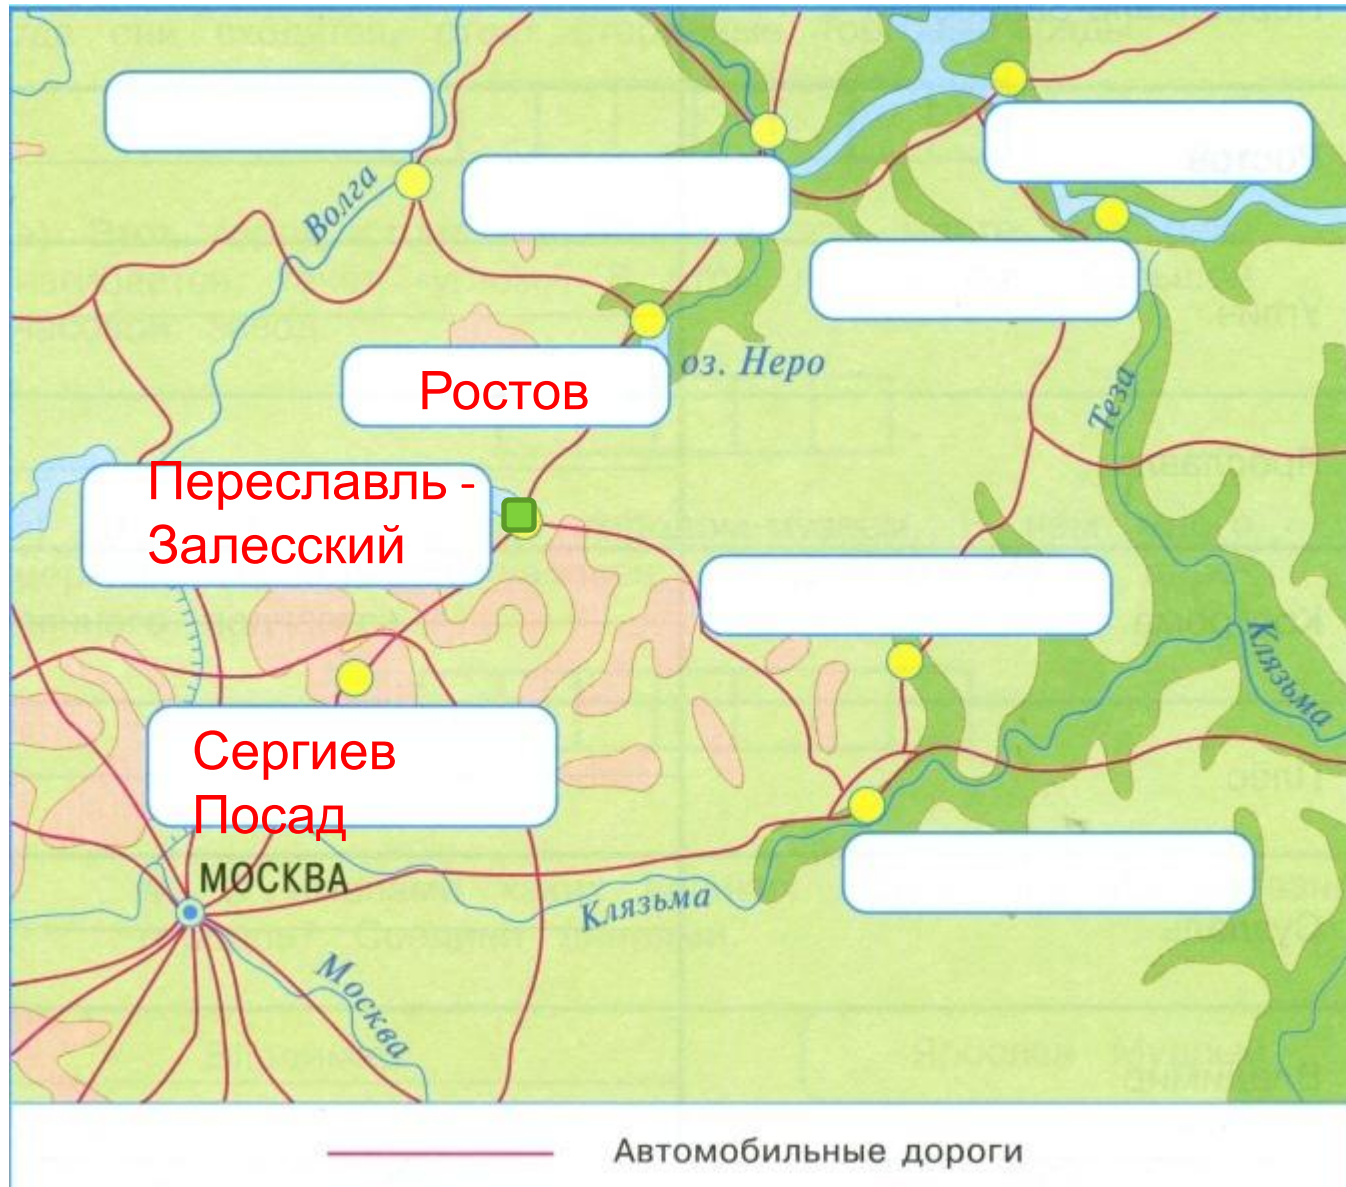 Волга
оз. Неро
Ростов
Теза
Переславль -
Залесский
Клязьма
Сергиев
Посад
МОСКВА
Клязьма
Москва
Автомобильные дороги